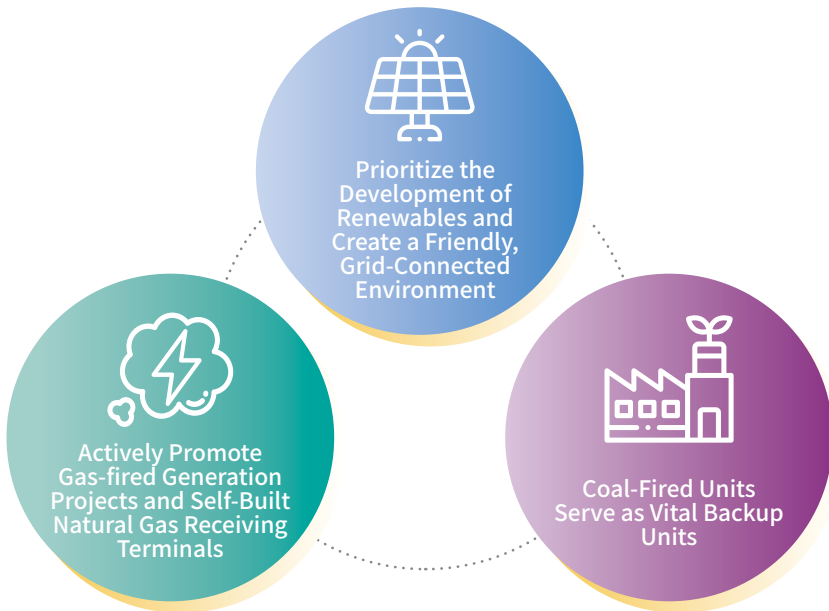 Prioritize the
Development of
Renewables and
Create a Friendly,
Grid-Connected
Environment
Actively Promote
Gas-fired Generation
Projects and Self-Built
Natural Gas Receiving
Terminals
Coal-Fired Units
Serve as Vital Backup
Units